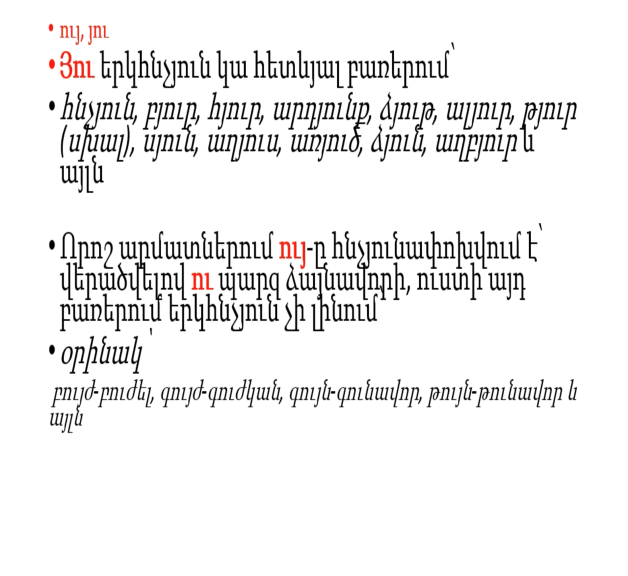 • ույ, յու
• Յու երկհնչյուն կա հետևյալ բառերում՝
• հնչյուն, բյուր, հյուր, արդյունք, ձյութ, ալյուր, թյուր
(սխալ), սյուն, աղյուս, առյուծ, ձյուն, աղբյուր և
այլն
• Որոշ արմատներում ույ-ը հնչյունափոխվում է՝
վերածվելով ու պարզ ձայնավորի, ուստի այդ
բառերում երկհնչյուն չի լինում
• օրինակ՝
բույժ-բուժել, գույժ-գուժկան, գույն-գունավոր, թույն-թունավոր և
այլն